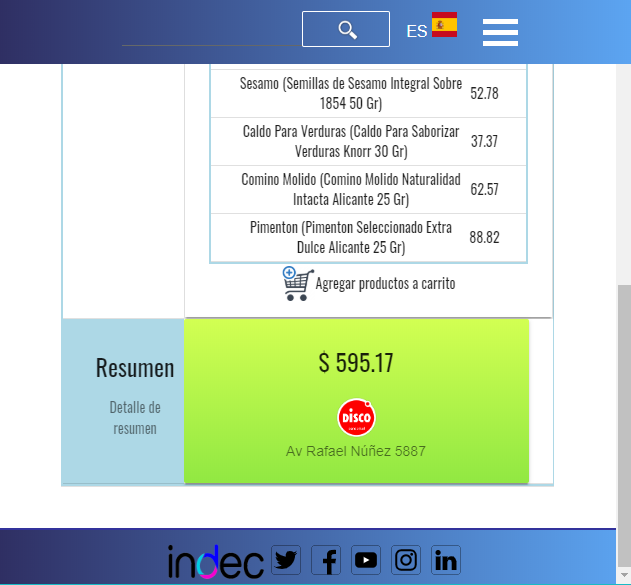 ES
Sesamo (Semillas de Sesamo Integral Sobre
1854 50 Gr)
52.78
Caldo Para Verduras (Caldo Para Saborizar
Verduras Knorr 30 Gr)
37.37
Comino Molido (Comino Molido Naturalidad
Intacta Alicante 25 Gr)
62.57
Pimenton (Pimenton Seleccionado Extra
Dulce Alicante 25 Gr)
88.82
Agregar productos a carrito
Resumen
Detalle de
resumen
$ 595.17
DISCO
Av Rafael Núñez 5887
indec